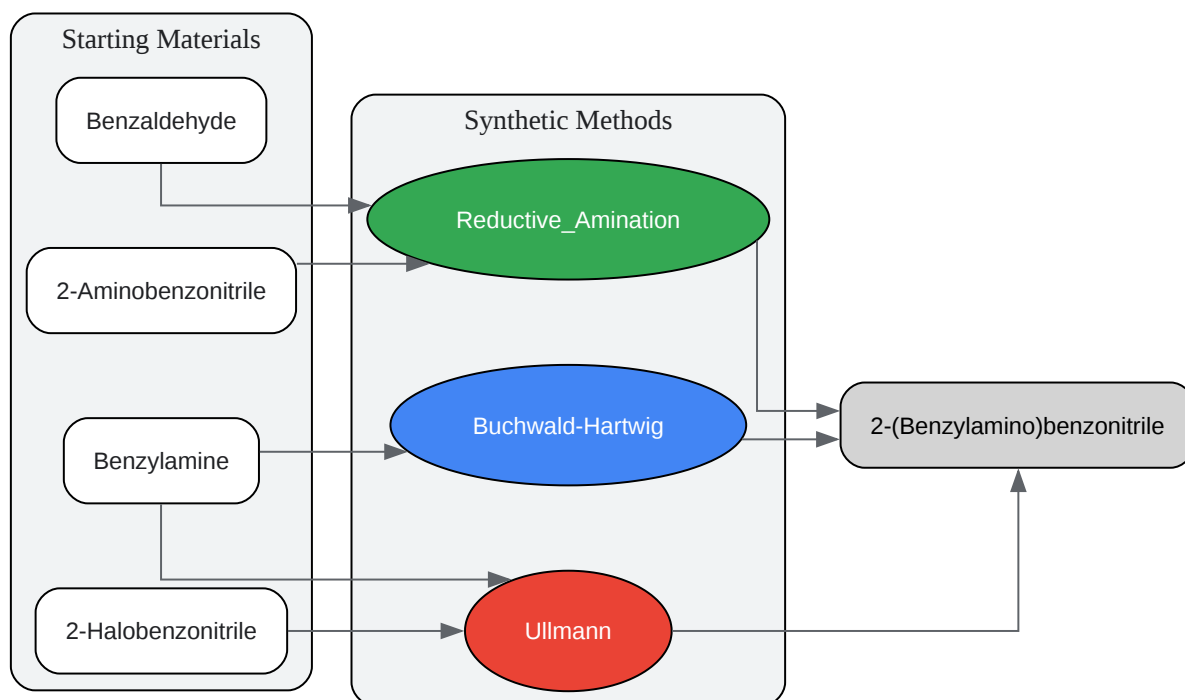 Starting Materials
Benzaldehyde
2-Aminobenzonitrile
Benzylamine
2-Halobenzonitrile
Synthetic Methods
Reductive_Amination
Buchwald-Hartwig
Ullmann
2-(Benzylamino)benzonitrile